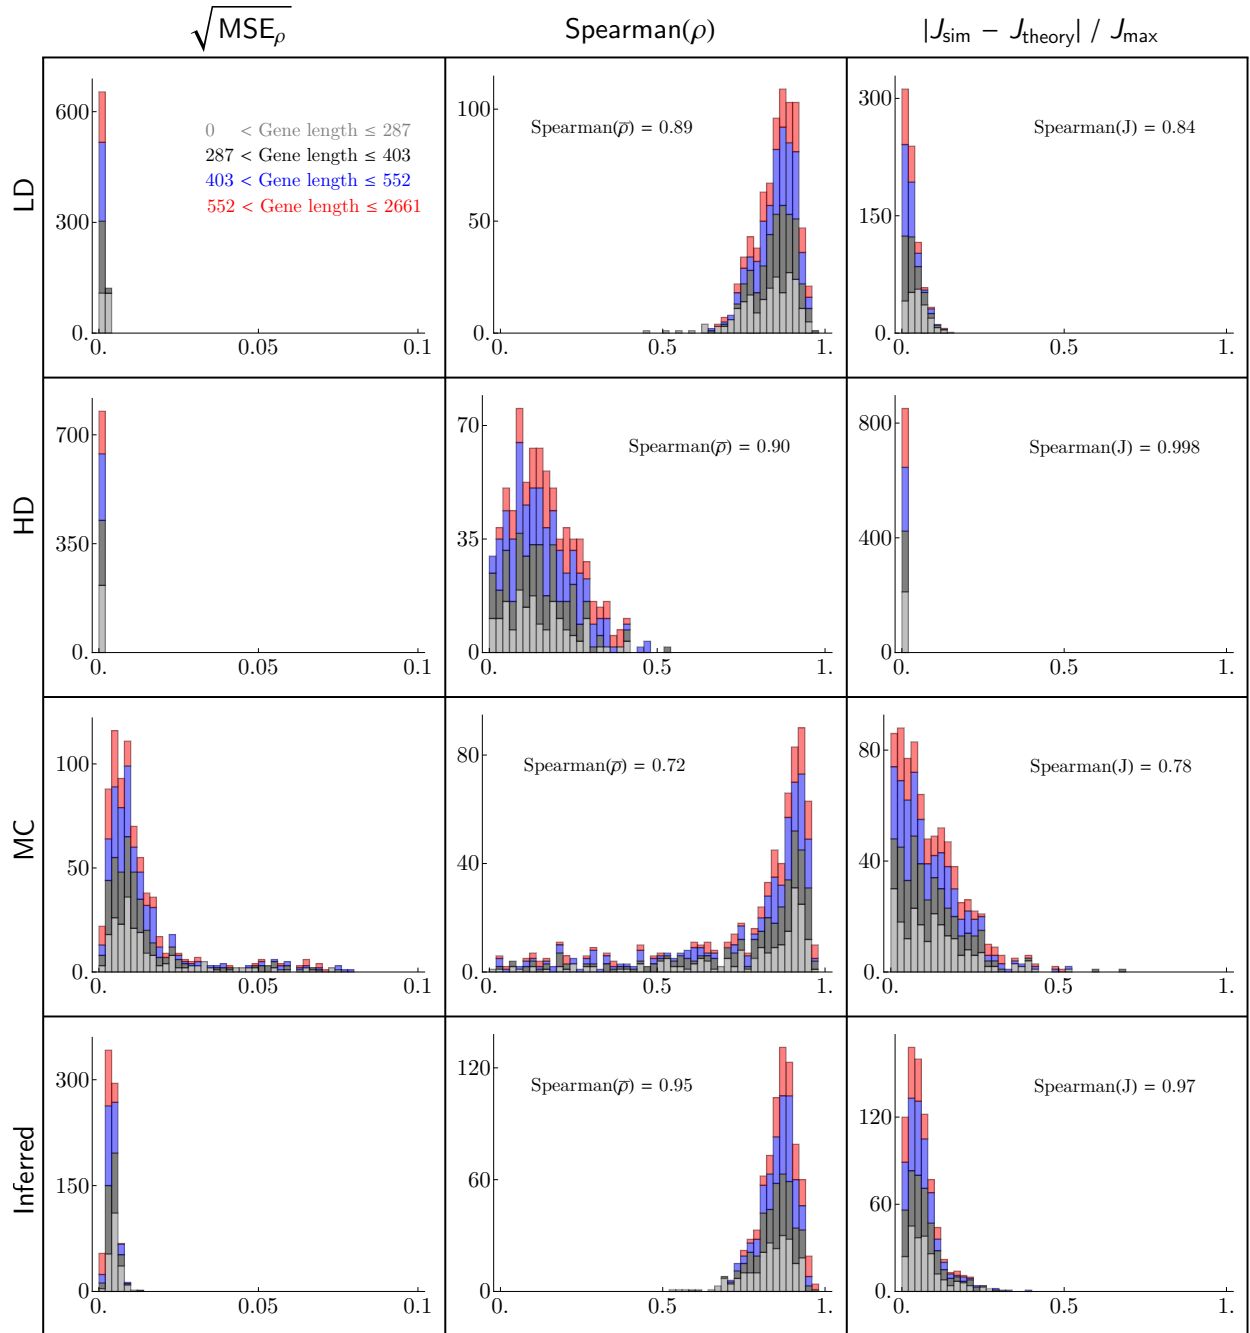 √MSEρ
Spearman(ρ)
|Jsim − Jtheory| / Jmax
LD
600
300
0.
0. 0.05 0.1
0 < Gene length ≤ 287
287 < Gene length ≤ 403
403 < Gene length ≤ 552
552 < Gene length ≤ 2661
100
50
0.
0. 0.5 1.
Spearman(ρ̅) = 0.89
300
150
0.
0. 0.5 1.
Spearman(J) = 0.84
HD
700
350
0.
0. 0.05 0.1
70
35
0
0. 0.5 1.
Spearman(ρ̅) = 0.90
800
400
0
0. 0.5 1.
Spearman(J) = 0.998
MC
100
50
0.
0. 0.05 0.1
80
40
0.
0. 0.5 1.
Spearman(ρ̅) = 0.72
80
40
0.
0. 0.5 1.
Spearman(J) = 0.78
Inferred
300
150
0
0. 0.05 0.1
120
60
0
0. 0.5 1.
Spearman(ρ̅) = 0.95
120
60
0.
0. 0.5 1.
Spearman(J) = 0.97